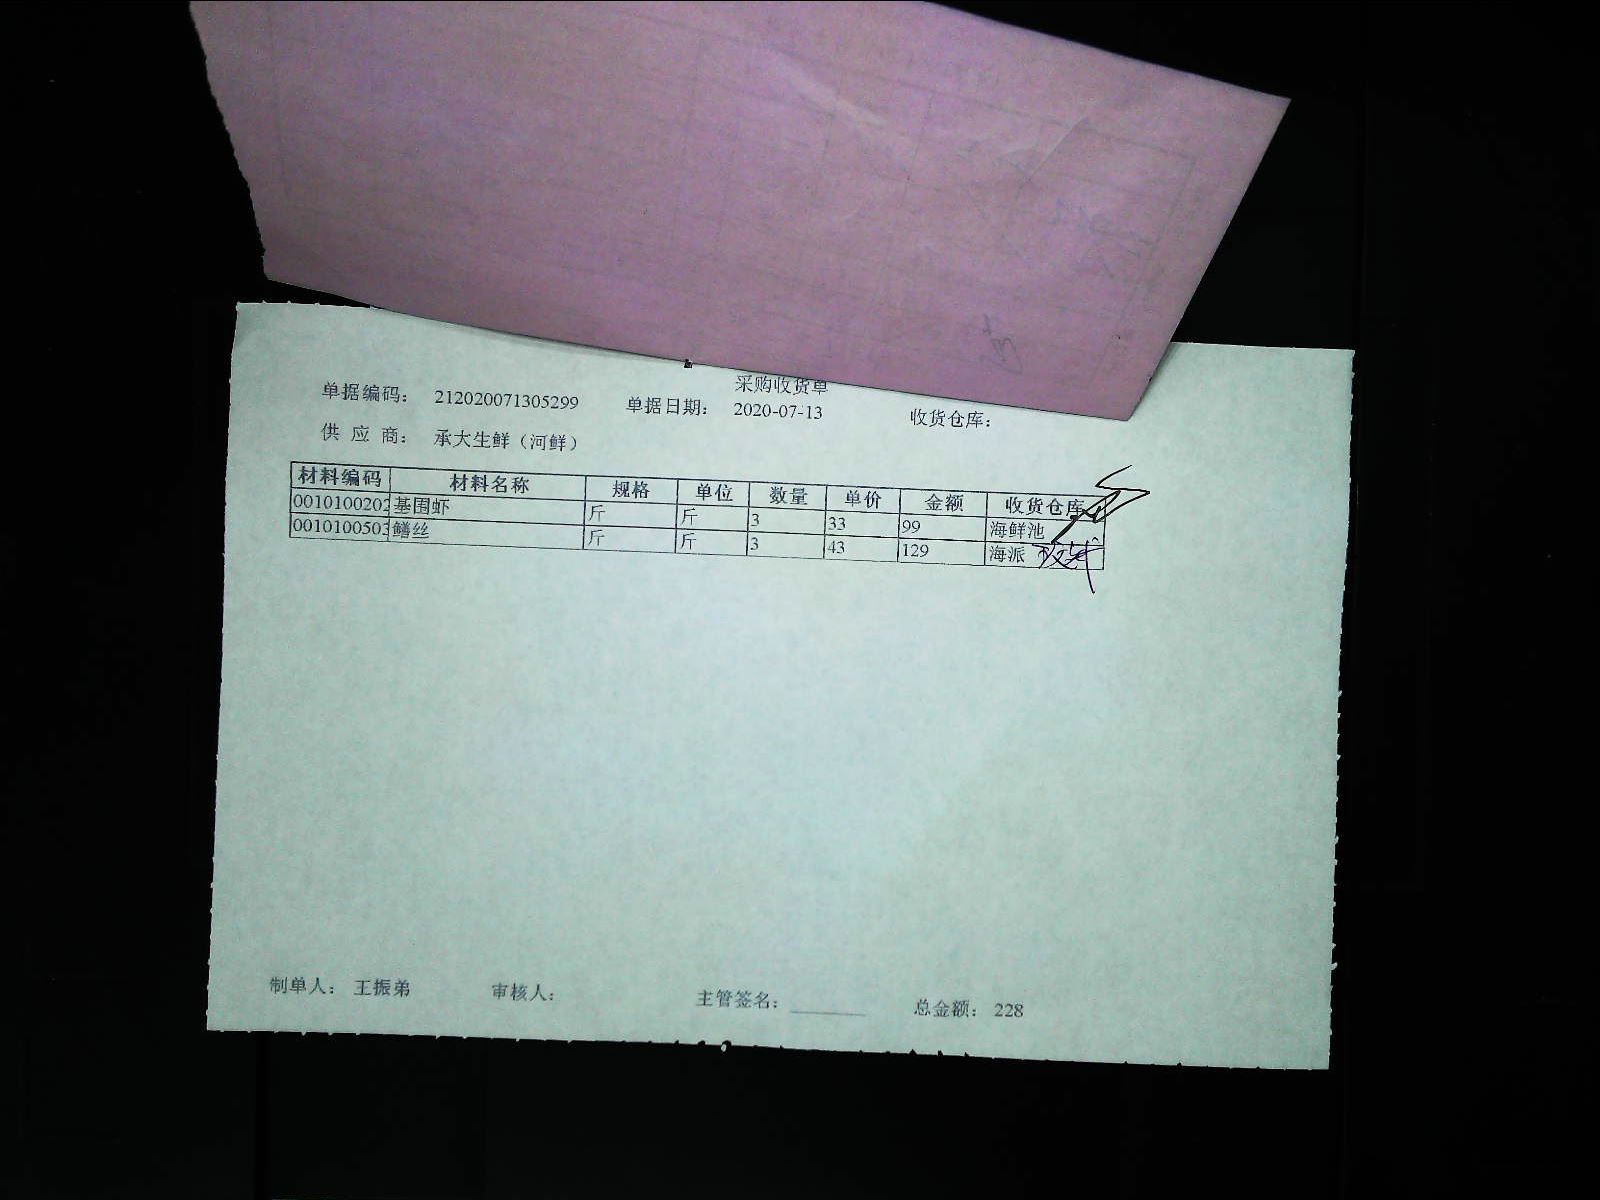 采购收货单
单据编码: 212020071305299 单据日期: 2020-07-13 收货仓库:
供 应 商: 承大生鲜（河鲜）
材料编码 材料名称 规格 单位 数量 单价 金额 收货仓库
0010100202 基围虾 斤 斤 3 33 99 海鲜池
0010100503 鳝丝 斤 斤 3 43 129 海派
制单人: 王振弟 审核人: 主管签名: 总金额: 228